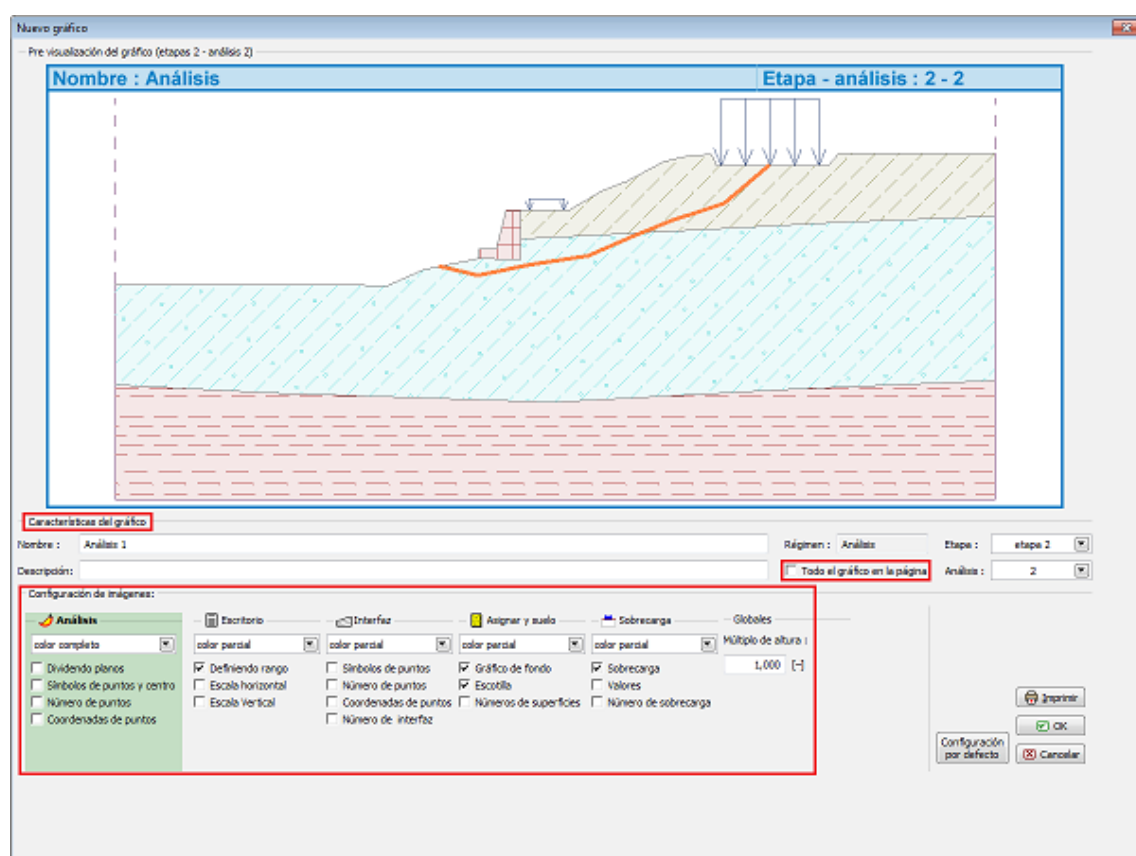 Nuevo gráfico
Pre visualización del gráfico (etapas 2 - análisis 2)
Nombre : Análisis Etapa - análisis : 2 - 2
Características del gráfico
Nombre : Análisis 1 Régimen : Análisis Etapa : etapa 2
Descripción: Todo el gráfico en la página Análisis : 2
Configuración de imágenes:
Análisis Escritorio Interfaz Asignar y suelo Sobrecarga Globales
color completo color parcial color parcial color parcial color parcial Múltiplo de altura :
Dividendo planos Definiendo rango Símbolos de puntos Gráfico de fondo Sobrecarga 1,000 [-]
Símbolos de puntos y centro Escala horizontal Número de puntos Escotilla Valores
Número de puntos Escala Vertical Coordenadas de puntos Números de superficies Número de sobrecarga
Coordenadas de puntos Número de interfaz
Imprimir
OK
Configuración por defecto
Cancelar